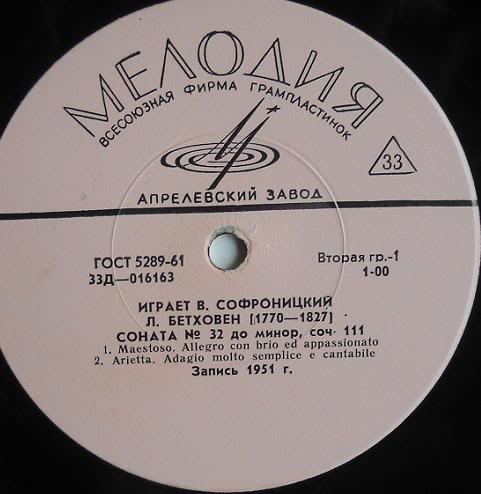 МЕЛОДИЯ
ВСЕСОЮЗНАЯ ФИРМА ГРАМПЛАСТИНОК
33
АПРЕЛЕВСКИЙ ЗАВОД
ГОСТ 5289-61
Вторая гр.-1
33Д—016163
1-00
ИГРАЕТ В. СОФРОНИЦКИЙ
Л. БЕТХОВЕН (1770—1827)
СОНАТА № 32 ДО МИНОР, СОЧ. 111
1. Maestoso. Allegro con brio ed appassionato
2. Arietta. Adagio molto semplice e cantabile
Запись 1951 г.